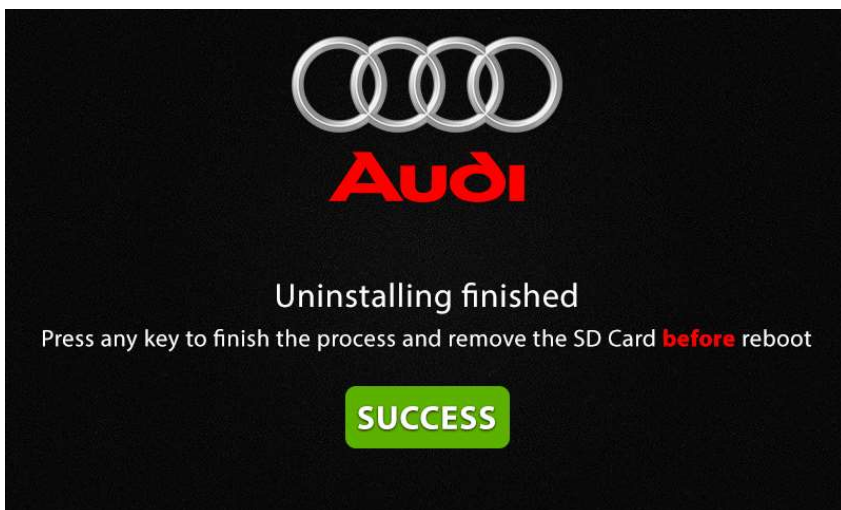 Audi
Uninstalling finished
Press any key to finish the process and remove the SD Card before reboot
SUCCESS